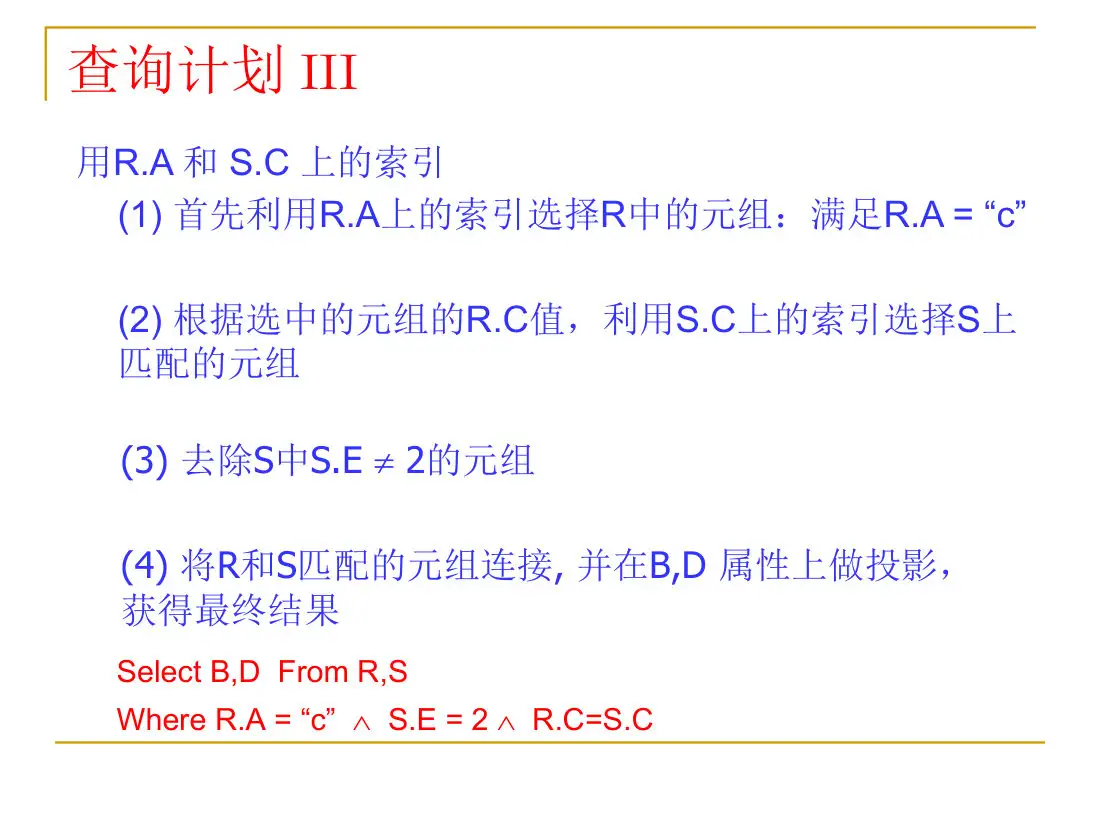 查询计划 III
用R.A 和 S.C 上的索引
(1) 首先利用R.A上的索引选择R中的元组：满足R.A = “c”
(2) 根据选中的元组的R.C值，利用S.C上的索引选择S上
匹配的元组
(3) 去除S中S.E ≠ 2的元组
(4) 将R和S匹配的元组连接, 并在B,D 属性上做投影，
获得最终结果
Select B,D From R,S
Where R.A = “c” ∧ S.E = 2 ∧ R.C=S.C